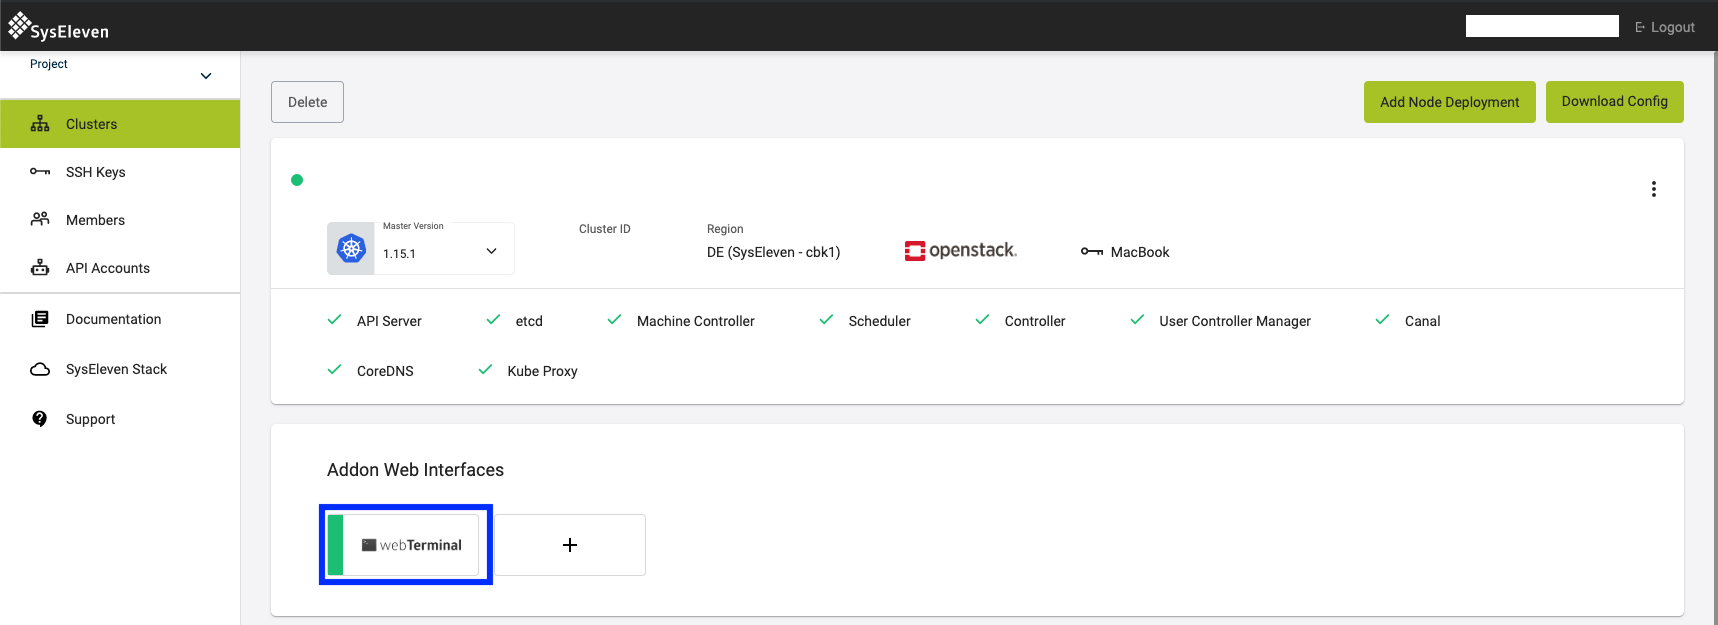 SysEleven
Logout
Project
Clusters
SSH Keys
Members
API Accounts
Documentation
SysEleven Stack
Support
Delete
Add Node Deployment
Download Config
Master Version
1.15.1
Cluster ID
Region
DE (SysEleven - cbk1)
openstack.
MacBook
API Server
etcd
Machine Controller
Scheduler
Controller
User Controller Manager
Canal
CoreDNS
Kube Proxy
Addon Web Interfaces
webTerminal
+